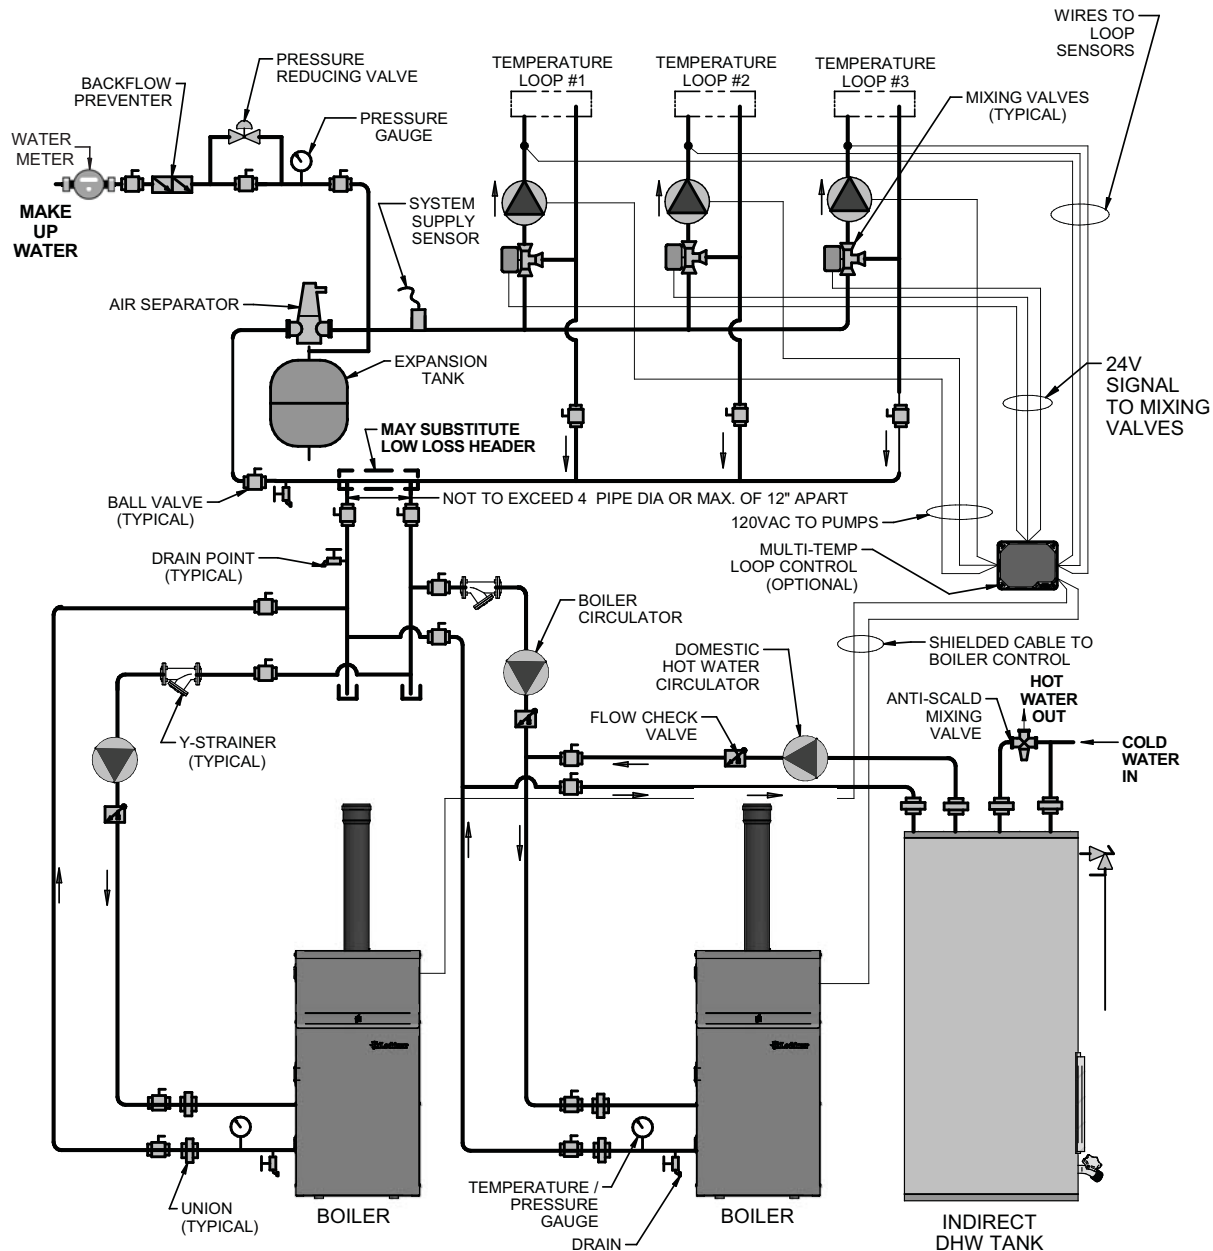 WIRES TO
LOOP
SENSORS
PRESSURE
REDUCING VALVE
BACKFLOW
PREVENTER
PRESSURE
GAUGE
WATER
METER
MAKE
UP
WATER
TEMPERATURE
LOOP #1
TEMPERATURE
LOOP #2
TEMPERATURE
LOOP #3
MIXING VALVES
(TYPICAL)
SYSTEM
SUPPLY
SENSOR
AIR SEPARATOR
EXPANSION
TANK
24V
SIGNAL
TO MIXING
VALVES
MAY SUBSTITUTE
LOW LOSS HEADER
BALL VALVE
(TYPICAL)
NOT TO EXCEED 4 PIPE DIA OR MAX. OF 12" APART
120VAC TO PUMPS
MULTI-TEMP
LOOP CONTROL
(OPTIONAL)
DRAIN POINT
(TYPICAL)
BOILER
CIRCULATOR
DOMESTIC
HOT WATER
CIRCULATOR
SHIELDED CABLE TO
BOILER CONTROL
HOT
WATER
OUT
ANTI-SCALD
MIXING
VALVE
FLOW CHECK
VALVE
Y-STRAINER
(TYPICAL)
COLD
WATER
IN
UNION
(TYPICAL)
BOILER
TEMPERATURE /
PRESSURE
GAUGE
DRAIN
BOILER
INDIRECT
DHW TANK